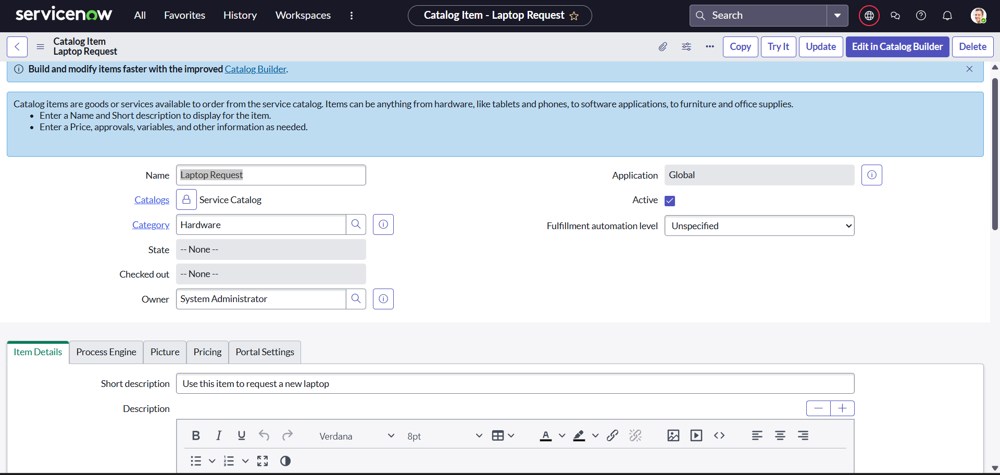 servicenow All Favorites History Workspaces Catalog Item - Laptop Request Search
Catalog Item
Laptop Request
Copy Try It Update Edit in Catalog Builder Delete
Build and modify items faster with the improved Catalog Builder.
Catalog items are goods or services available to order from the service catalog. Items can be anything from hardware, like tablets and phones, to software applications, to furniture and office supplies.
• Enter a Name and Short description to display for the item.
• Enter a Price, approvals, variables, and other information as needed.
Name Laptop Request Application Global
Catalogs Service Catalog Active
Category Hardware Fulfillment automation level Unspecified
State -- None --
Checked out -- None --
Owner System Administrator
Item Details Process Engine Picture Pricing Portal Settings
Short description Use this item to request a new laptop
Description
B I U Verdana 8pt A